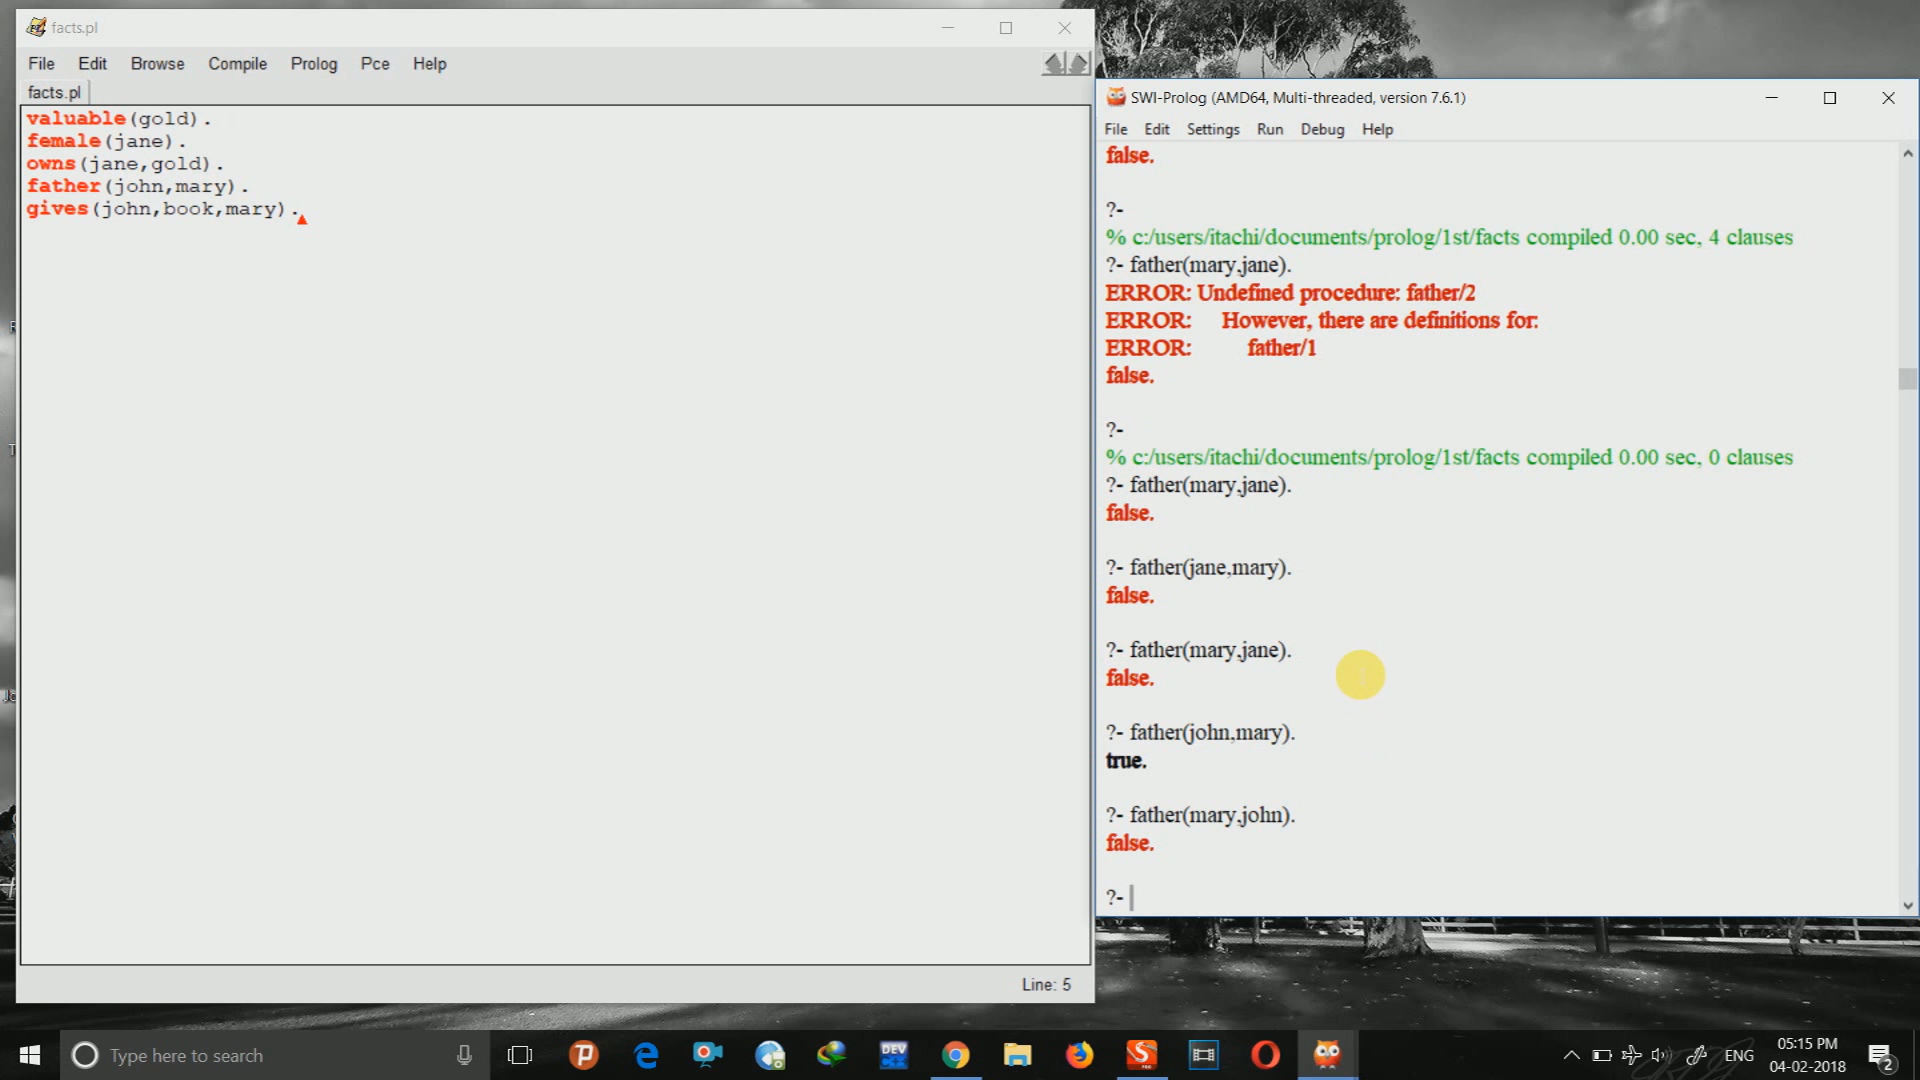 facts.pl
File Edit Browse Compile Prolog Pce Help
facts.pl
valuable(gold).
female(jane).
owns(jane,gold).
father(john,mary).
gives(john,book,mary).
Line: 5
SWI-Prolog (AMD64, Multi-threaded, version 7.6.1)
File Edit Settings Run Debug Help
false.
?-
% c:/users/itachi/documents/prolog/1st/facts compiled 0.00 sec, 4 clauses
?- father(mary,jane).
ERROR: Undefined procedure: father/2
ERROR: However, there are definitions for:
ERROR: father/1
false.
?-
% c:/users/itachi/documents/prolog/1st/facts compiled 0.00 sec, 0 clauses
?- father(mary,jane).
false.
?- father(jane,mary).
false.
?- father(mary,jane).
false.
?- father(john,mary).
true.
?- father(mary,john).
false.
?-
Type here to search
DEV
ENG
05:15 PM
04-02-2018
2